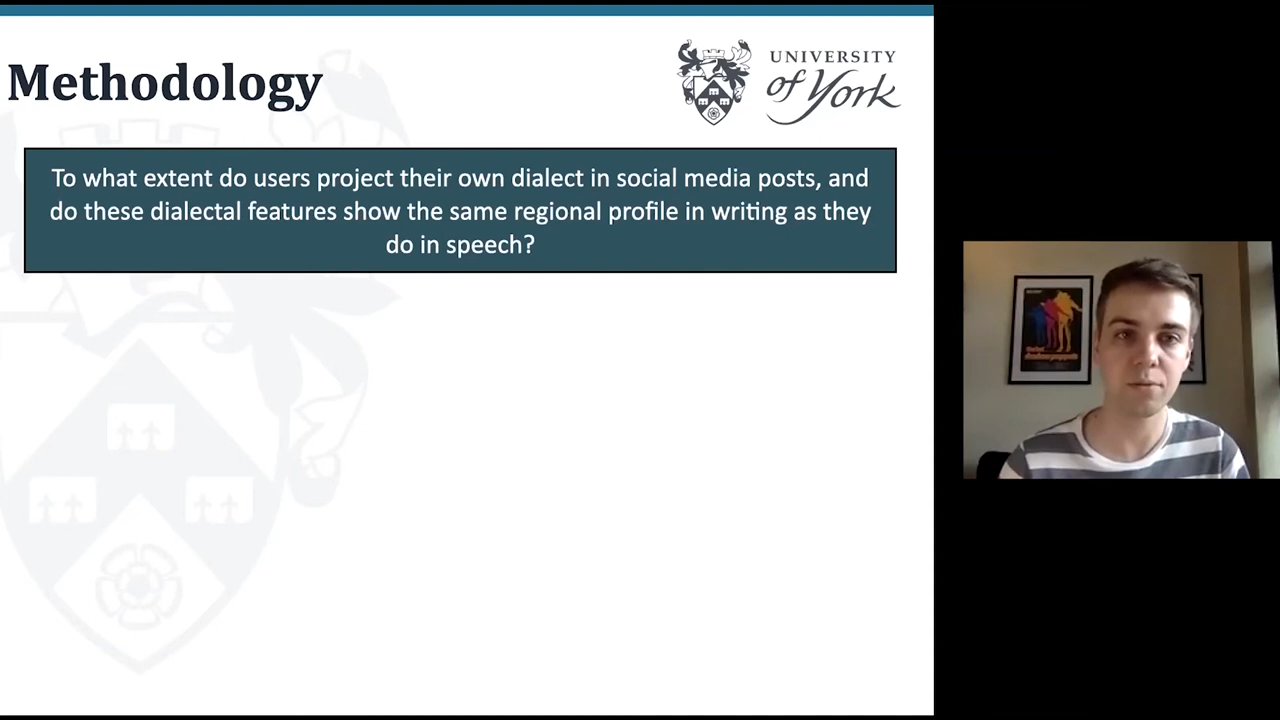 Methodology
UNIVERSITY
of York
To what extent do users project their own dialect in social media posts, and
do these dialectal features show the same regional profile in writing as they
do in speech?